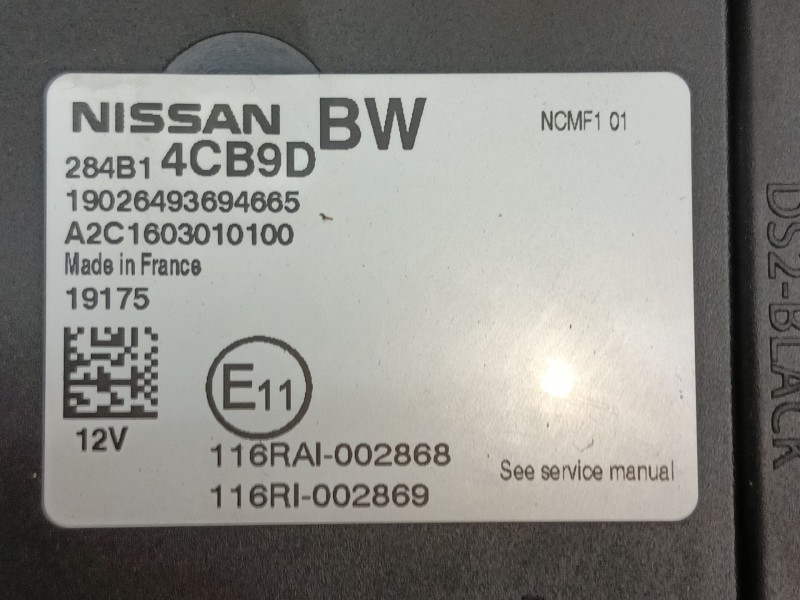 NISSAN BW
NCMF1 01
284B1 4CB9D
19026493694665
A2C1603010100
Made in France
19175
E11
12V
116RAI-002868
116RI-002869
See service manual
DS2-BLACK